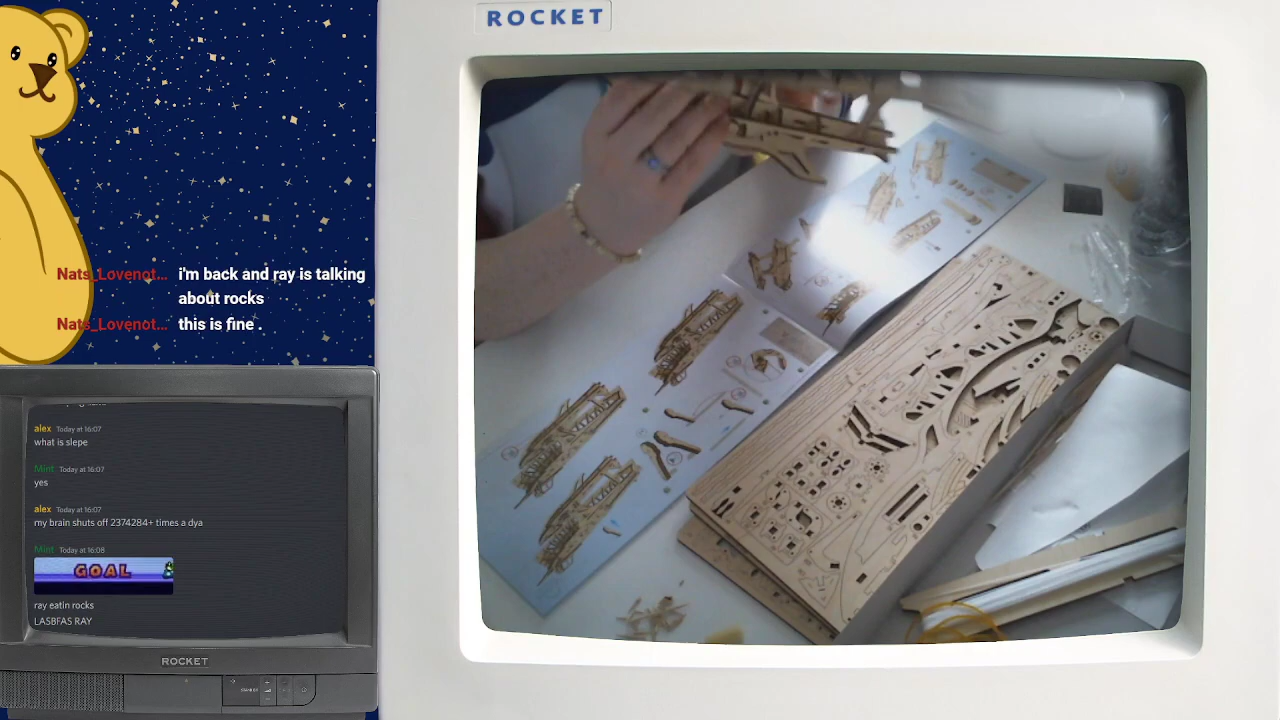 ROCKET
Nats_Lovenot... i'm back and ray is talking
about rocks
Nats_Lovenot... this is fine .
alex Today at 16:07
what is slepe
Mint Today at 16:07
yes
alex Today at 16:07
my brain shuts off 2374284+ times a dya
Mint Today at 16:08
GOAL
ray eatin rocks
LASBFAS RAY
ROCKET